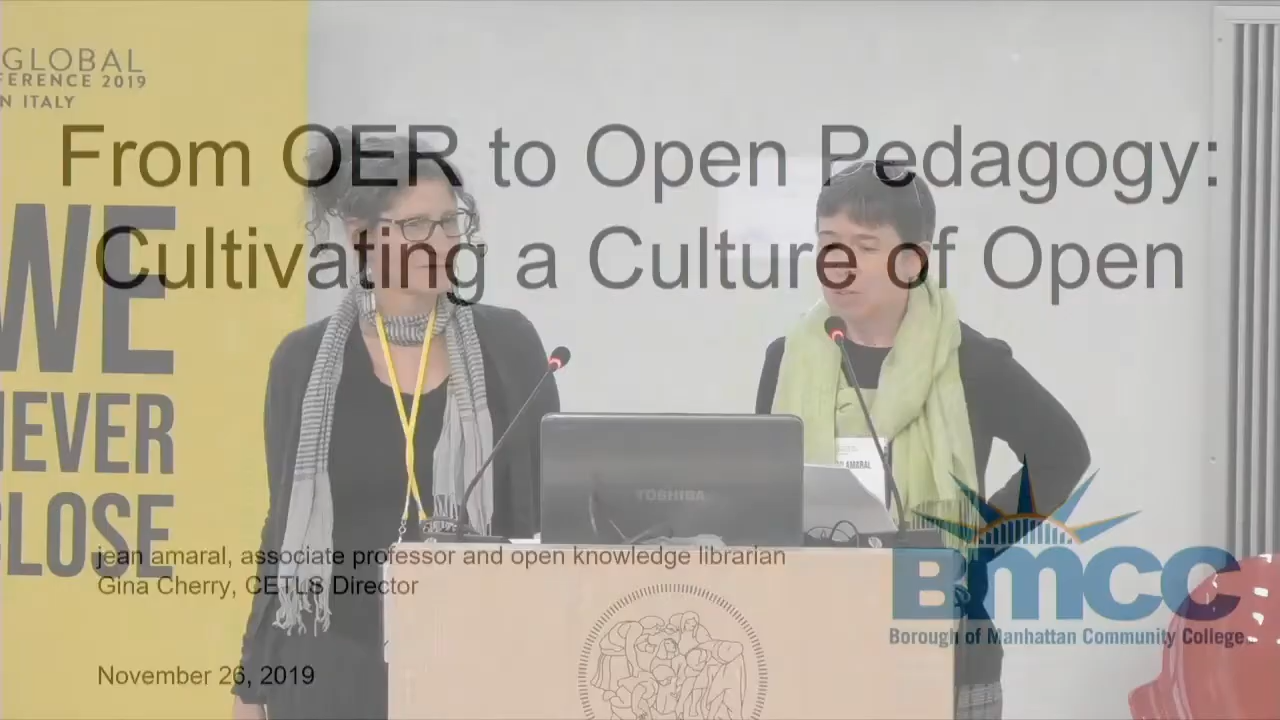 GLOBAL
FERENCE 2019
N ITALY
From OER to Open Pedagogy:
Cultivating a Culture of Open
WE
NEVER
CLOSE
TOSHIBA
AMARAL
jean amaral, associate professor and open knowledge librarian
Gina Cherry, CETLS Director
BMCC
Borough of Manhattan Community College
November 26, 2019